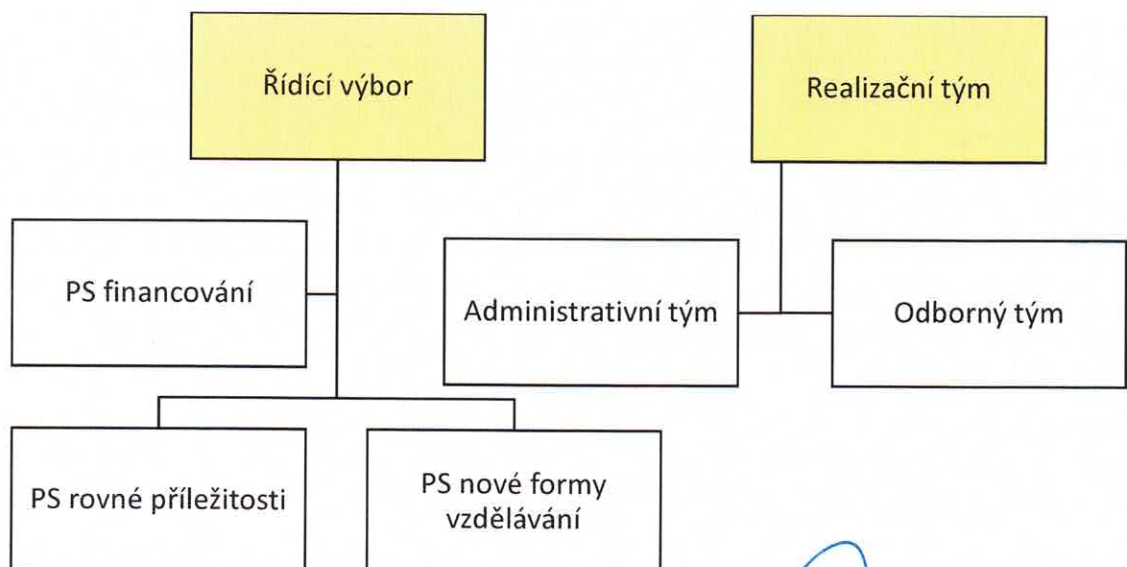 Řídící výbor
Realizační tým
PS financování
Administrativní tým
Odborný tým
PS rovné příležitosti
PS nové formy
vzdělávání